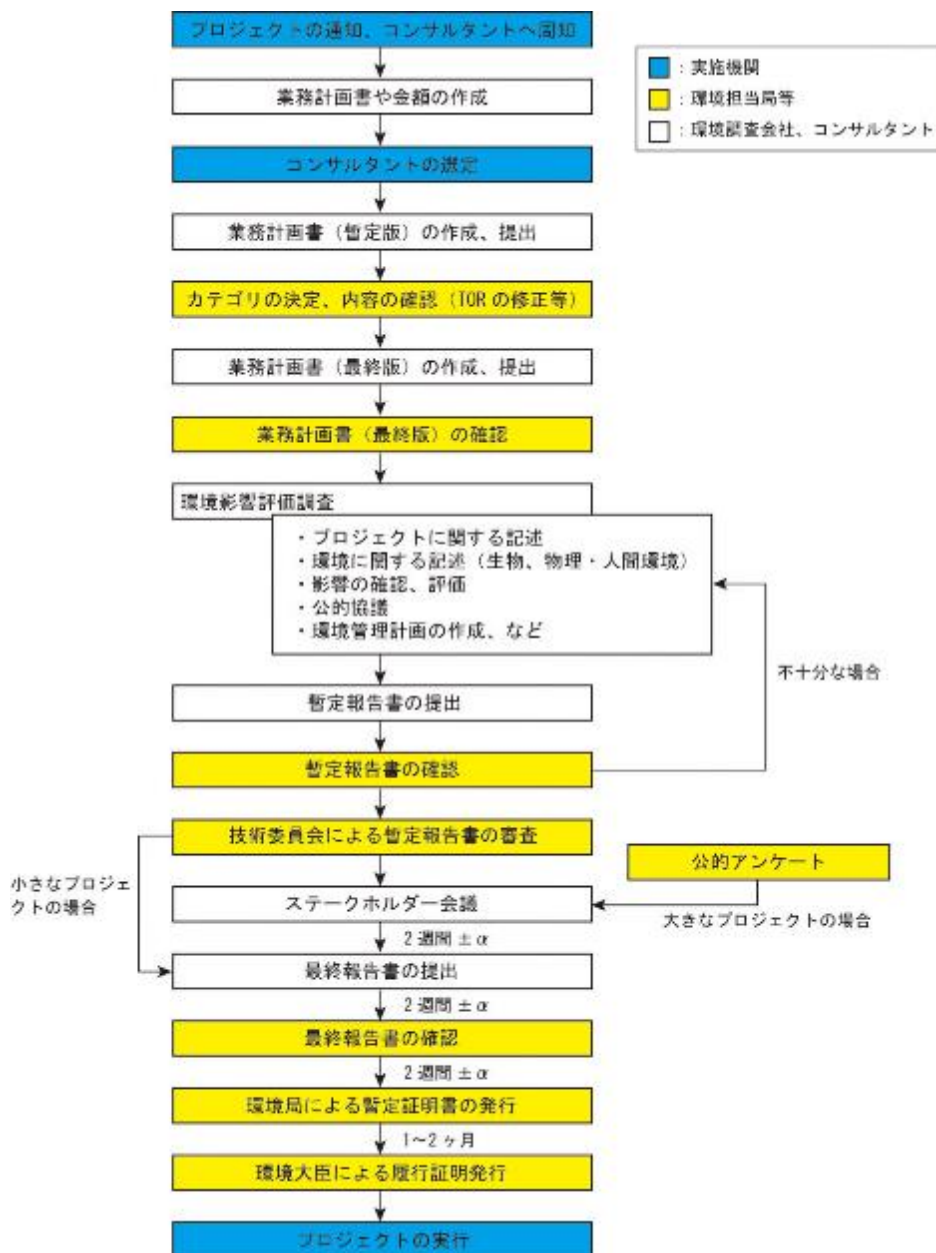 プロジェクトの通知、コンサルタントへ周知
：実施機関
：環境担当局等
：環境調査会社、コンサルタント
業務計画書や金額の作成
コンサルタントの選定
業務計画書（暫定版）の作成、提出
カテゴリの決定、内容の確認（TORの修正等）
業務計画書（最終版）の作成、提出
業務計画書（最終版）の確認
環境影響評価調査
・プロジェクトに関する記述
・環境に関する記述（生物、物理・人間環境）
・影響の確認、評価
・公的協議
・環境管理計画の作成、など
不十分な場合
暫定報告書の提出
暫定報告書の確認
技術委員会による暫定報告書の審査
公的アンケート
小さなプロジェ
クトの場合
ステークホルダー会議
大きなプロジェクトの場合
2週間±α
最終報告書の提出
2週間±α
最終報告書の確認
2週間±α
環境局による暫定証明書の発行
1～2ヶ月
環境大臣による履行証明発行
プロジェクトの実行